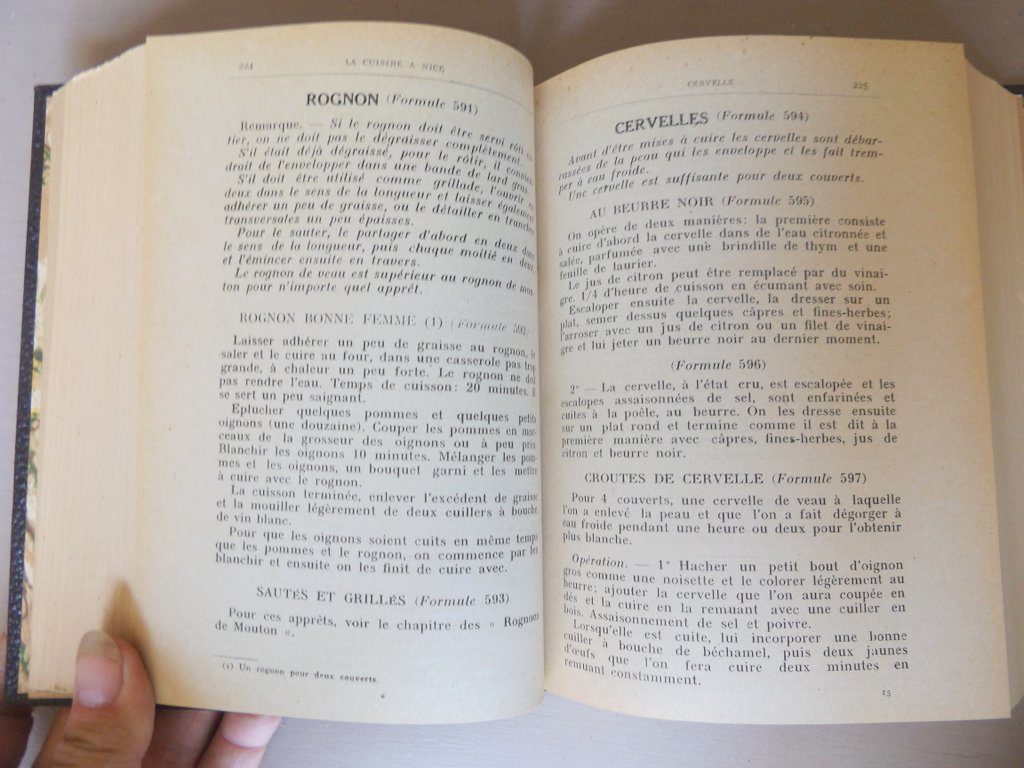 224
LA CUISINE A NICE
ROGNON (Formule 591)
Remarque. — Si le rognon doit être servi rôti
tier, on ne doit pas le dégraisser complètement.
S'il était déjà dégraissé, pour le rôtir, il
droit de l'envelopper dans une bande de lard gras.
S'il doit être utilisé comme grillade, l'ouvrir en
deux dans le sens de la longueur et laisser également
adhérer un peu de graisse, ou le détailler en tranches
transversales un peu épaisses.
Pour le sauter, le partager d'abord en deux dans
le sens de la longueur, puis chaque moitié en deux,
et l'émincer ensuite en travers.
Le rognon de veau est supérieur au rognon de mou-
ton pour n'importe quel apprêt.
ROGNON BONNE FEMME (1) (Formule 592)
Laisser adhérer un peu de graisse au rognon, le
saler et le cuire au four, dans une casserole pas trop
grande, à chaleur un peu forte. Le rognon ne doit
pas rendre l'eau. Temps de cuisson: 20 minutes. Il
se sert un peu saignant.
Eplucher quelques pommes et quelques petits
oignons (une douzaine). Couper les pommes en mor-
ceaux de la grosseur des oignons ou à peu près.
Blanchir les oignons 10 minutes. Mélanger les pom-
mes et les oignons, un bouquet garni et les mettre
à cuire avec le rognon.
La cuisson terminée, enlever l'excédent de graisse
et la mouiller légèrement de deux cuillers à bouche
de vin blanc.
Pour que les oignons soient cuits en même temps
que les pommes et le rognon, on commence par les
blanchir et ensuite on les finit de cuire avec.
SAUTÉS ET GRILLÉS (Formule 593)
Pour ces apprêts, voir le chapitre des « Rognons
de Mouton ».
(1) Un rognon pour deux couverts.
CERVELLE
225
CERVELLES (Formule 594)
Avant d'être mises à cuire les cervelles sont débar-
rassées de la peau qui les enveloppe et les fait trem-
per à eau froide.
Une cervelle est suffisante pour deux couverts.
AU BEURRE NOIR (Formule 595)
On opère de deux manières: la première consiste
à cuire d'abord la cervelle dans de l'eau citronnée et
salée, parfumée avec une brindille de thym et une
feuille de laurier.
Le jus de citron peut être remplacé par du vinai-
gre. 1/4 d'heure de cuisson en écumant avec soin.
Escaloper ensuite la cervelle, la dresser sur un
plat, semer dessus quelques câpres et fines-herbes;
l'arroser avec un jus de citron ou un filet de vinai-
gre et lui jeter un beurre noir au dernier moment.
(Formule 596)
2° — La cervelle, à l'état cru, est escalopée et les
escalopes assaisonnées de sel, sont enfarinées et
cuites à la poêle, au beurre. On les dresse ensuite
sur un plat rond et termine comme il est dit à la
première manière avec câpres, fines-herbes, jus de
citron et beurre noir.
CROUTES DE CERVELLE (Formule 597)
Pour 4 couverts, une cervelle de veau à laquelle
l'on a enlevé la peau et que l'on a fait dégorger à
eau froide pendant une heure ou deux pour l'obtenir
plus blanche.
Opération. — 1° Hacher un petit bout d'oignon
gros comme une noisette et le colorer légèrement au
beurre; ajouter la cervelle que l'on aura coupée en
dés et la cuire en la remuant avec une cuiller en
bois. Assaisonnement de sel et poivre.
Lorsqu'elle est cuite, lui incorporer une bonne
cuiller à bouche de béchamel, puis deux jaunes
d'œufs que l'on fera cuire deux minutes en
remuant constamment.
15